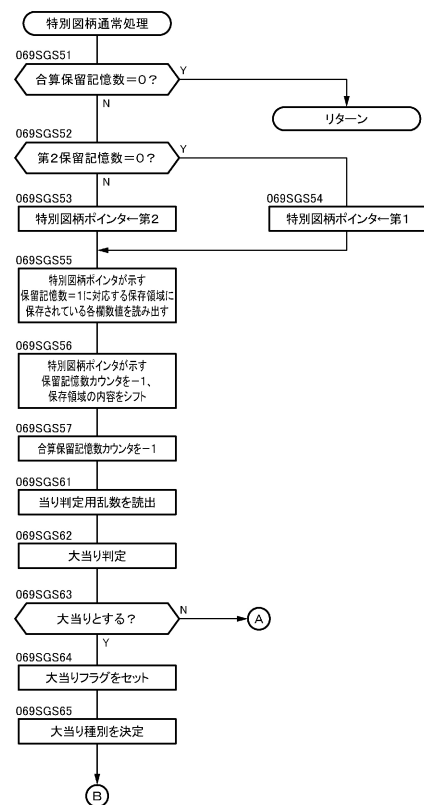 特別図柄通常処理
069SGS51
合算保留記憶数＝0？
Y
N
リターン
069SGS52
第2保留記憶数＝0？
Y
N
069SGS53
069SGS54
特別図柄ポインタ←第2
特別図柄ポインタ←第1
069SGS55
特別図柄ポインタが示す
保留記憶数＝1に対応する保存領域に
保存されている各欄数値を読み出す
069SGS56
特別図柄ポインタが示す
保留記憶数カウンタを−1、
保存領域の内容をシフト
069SGS57
合算保留記憶数カウンタを−1
069SGS61
当り判定用乱数を読出
069SGS62
大当り判定
069SGS63
大当りとする？
N
A
Y
069SGS64
大当りフラグをセット
069SGS65
大当り種別を決定
B